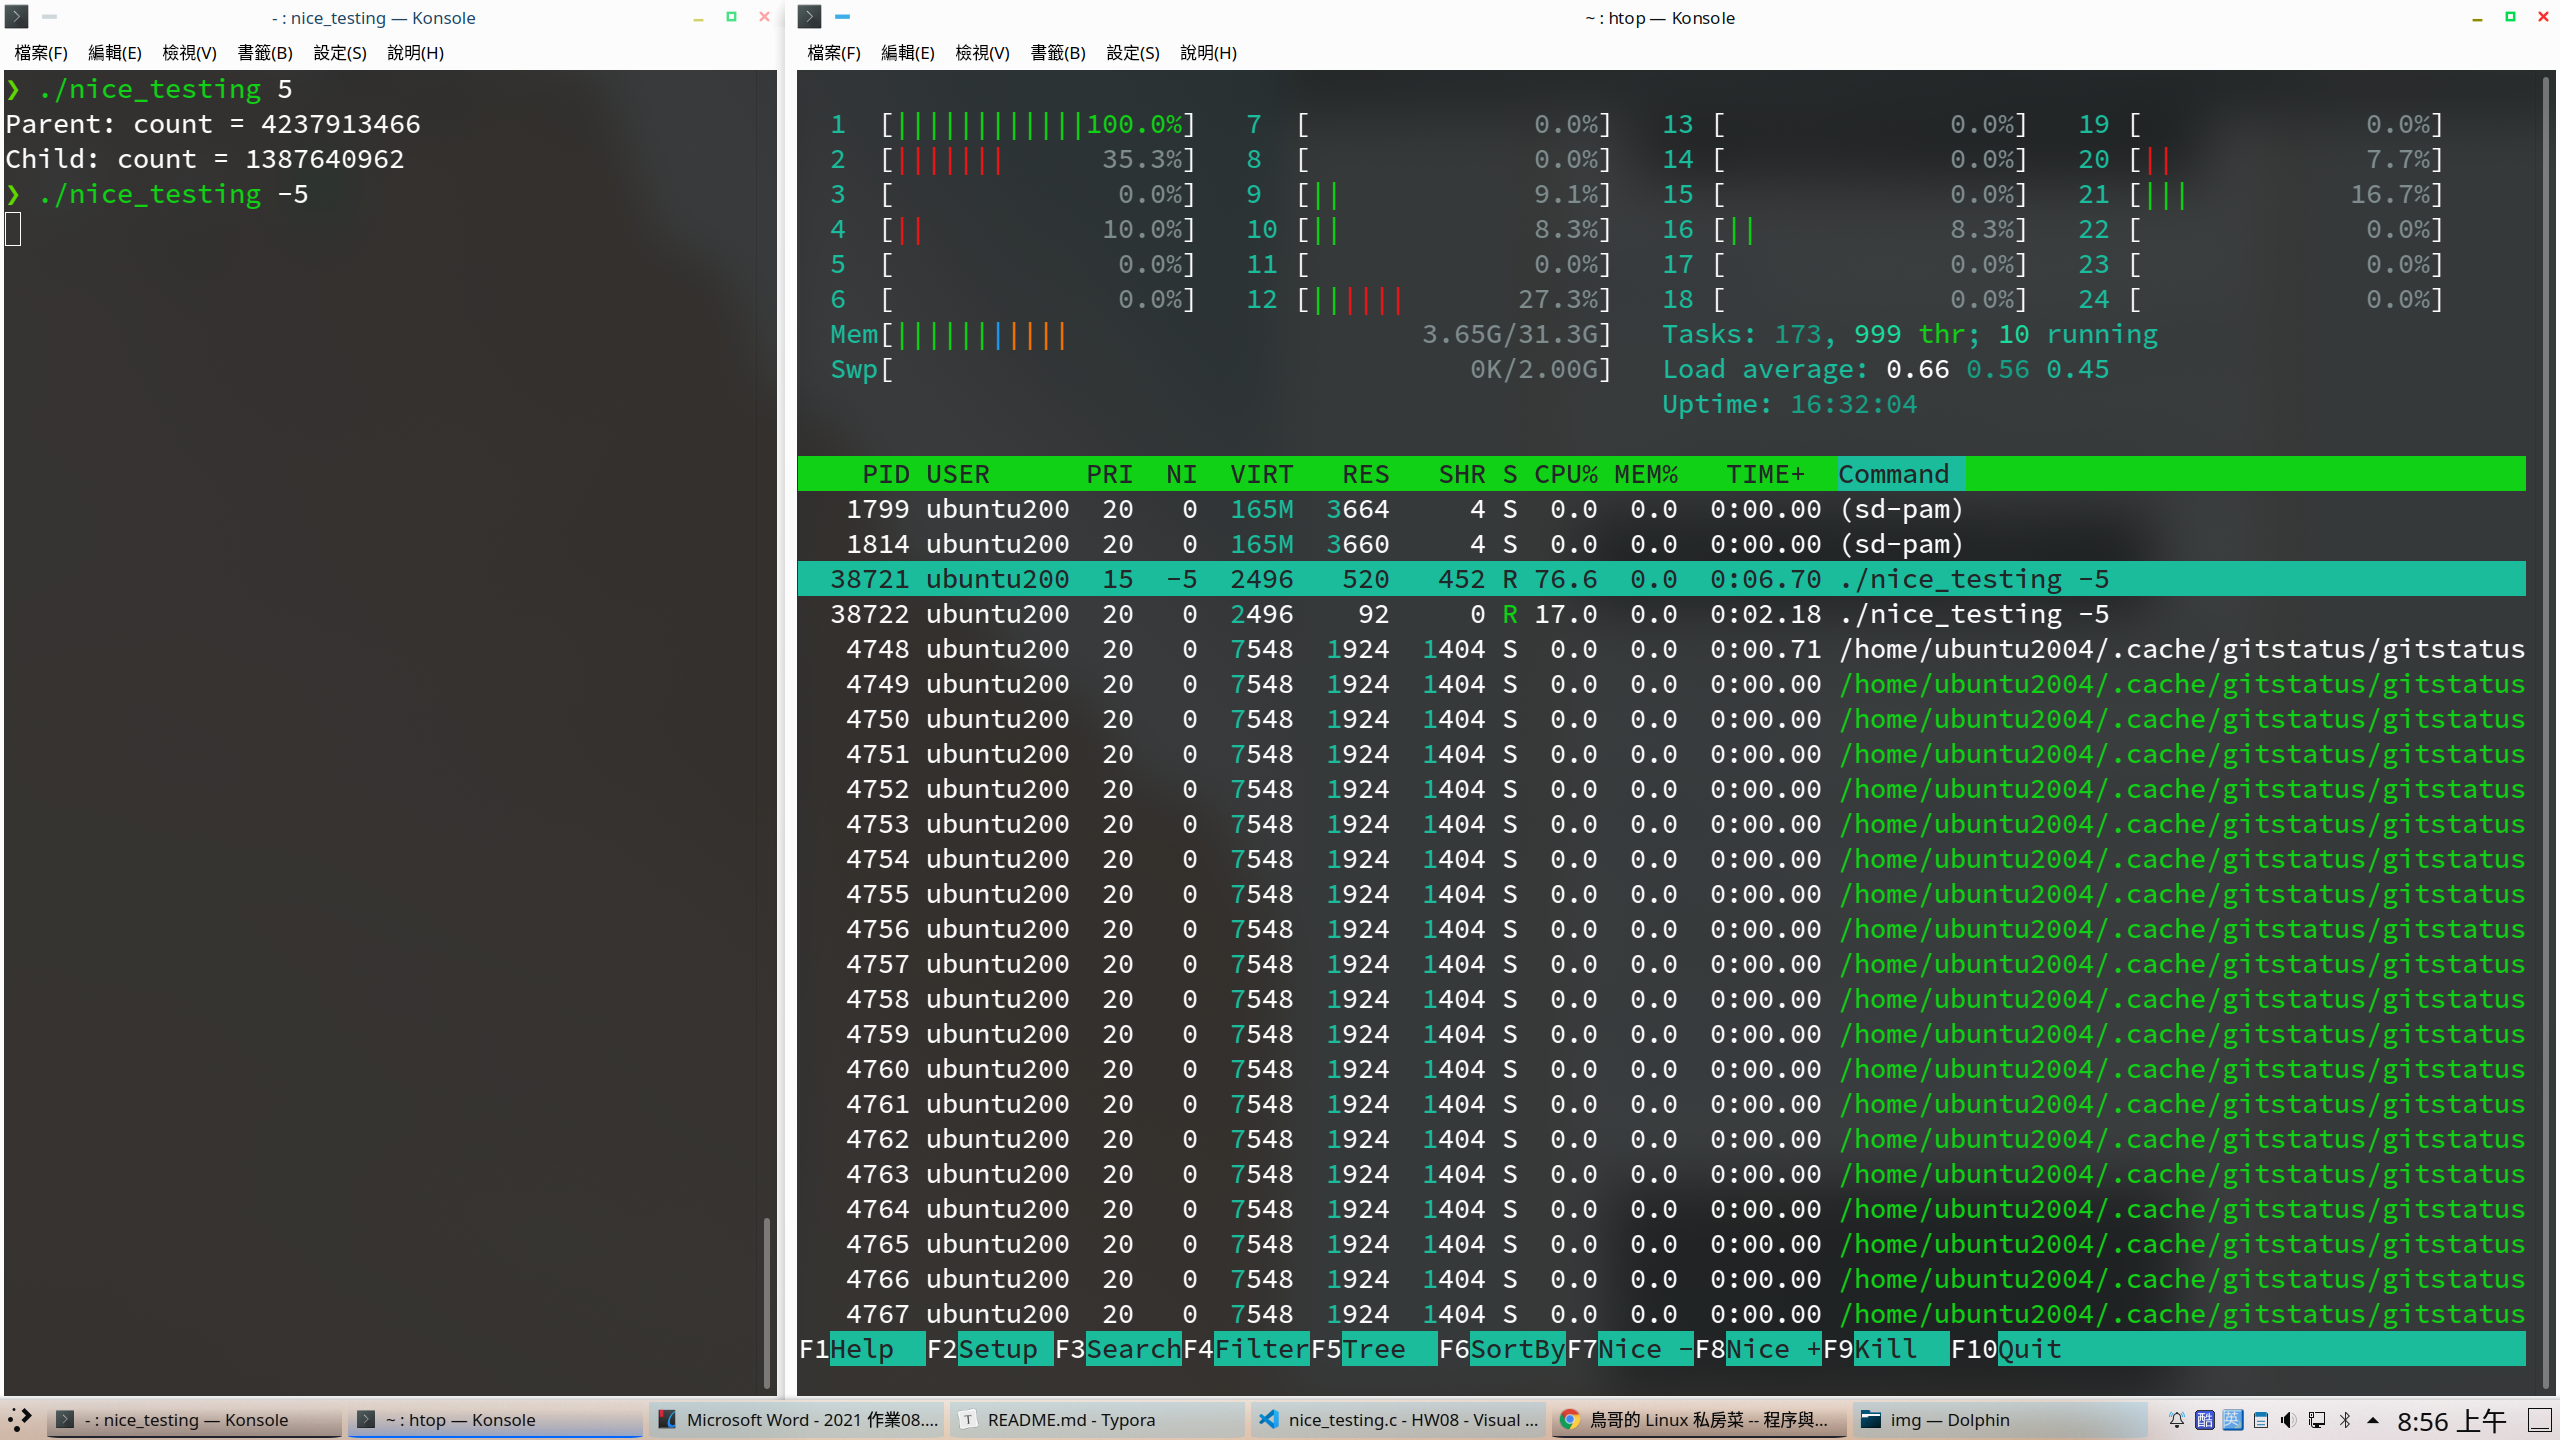 - : nice_testing — Konsole
檔案(F) 編輯(E) 檢視(V) 書籤(B) 設定(S) 說明(H)
❯ ./nice_testing 5
Parent: count = 4237913466
Child: count = 1387640962
❯ ./nice_testing -5
~ : htop — Konsole
檔案(F) 編輯(E) 檢視(V) 書籤(B) 設定(S) 說明(H)
1 [||||||||||||100.0%] 7 [ 0.0%] 13 [ 0.0%] 19 [ 0.0%]
2 [||||||| 35.3%] 8 [ 0.0%] 14 [ 0.0%] 20 [|| 7.7%]
3 [ 0.0%] 9 [|| 9.1%] 15 [ 0.0%] 21 [||| 16.7%]
4 [|| 10.0%] 10 [|| 8.3%] 16 [|| 8.3%] 22 [ 0.0%]
5 [ 0.0%] 11 [ 0.0%] 17 [ 0.0%] 23 [ 0.0%]
6 [ 0.0%] 12 [|||||| 27.3%] 18 [ 0.0%] 24 [ 0.0%]
Mem[||||||||||| 3.65G/31.3G] Tasks: 173, 999 thr; 10 running
Swp[ 0K/2.00G] Load average: 0.66 0.56 0.45
Uptime: 16:32:04
PID USER PRI NI VIRT RES SHR S CPU% MEM% TIME+ Command
1799 ubuntu200 20 0 165M 3664 4 S 0.0 0.0 0:00.00 (sd-pam)
1814 ubuntu200 20 0 165M 3660 4 S 0.0 0.0 0:00.00 (sd-pam)
38721 ubuntu200 15 -5 2496 520 452 R 76.6 0.0 0:06.70 ./nice_testing -5
38722 ubuntu200 20 0 2496 92 0 R 17.0 0.0 0:02.18 ./nice_testing -5
4748 ubuntu200 20 0 7548 1924 1404 S 0.0 0.0 0:00.71 /home/ubuntu2004/.cache/gitstatus/gitstatus
4749 ubuntu200 20 0 7548 1924 1404 S 0.0 0.0 0:00.00 /home/ubuntu2004/.cache/gitstatus/gitstatus
4750 ubuntu200 20 0 7548 1924 1404 S 0.0 0.0 0:00.00 /home/ubuntu2004/.cache/gitstatus/gitstatus
4751 ubuntu200 20 0 7548 1924 1404 S 0.0 0.0 0:00.00 /home/ubuntu2004/.cache/gitstatus/gitstatus
4752 ubuntu200 20 0 7548 1924 1404 S 0.0 0.0 0:00.00 /home/ubuntu2004/.cache/gitstatus/gitstatus
4753 ubuntu200 20 0 7548 1924 1404 S 0.0 0.0 0:00.00 /home/ubuntu2004/.cache/gitstatus/gitstatus
4754 ubuntu200 20 0 7548 1924 1404 S 0.0 0.0 0:00.00 /home/ubuntu2004/.cache/gitstatus/gitstatus
4755 ubuntu200 20 0 7548 1924 1404 S 0.0 0.0 0:00.00 /home/ubuntu2004/.cache/gitstatus/gitstatus
4756 ubuntu200 20 0 7548 1924 1404 S 0.0 0.0 0:00.00 /home/ubuntu2004/.cache/gitstatus/gitstatus
4757 ubuntu200 20 0 7548 1924 1404 S 0.0 0.0 0:00.00 /home/ubuntu2004/.cache/gitstatus/gitstatus
4758 ubuntu200 20 0 7548 1924 1404 S 0.0 0.0 0:00.00 /home/ubuntu2004/.cache/gitstatus/gitstatus
4759 ubuntu200 20 0 7548 1924 1404 S 0.0 0.0 0:00.00 /home/ubuntu2004/.cache/gitstatus/gitstatus
4760 ubuntu200 20 0 7548 1924 1404 S 0.0 0.0 0:00.00 /home/ubuntu2004/.cache/gitstatus/gitstatus
4761 ubuntu200 20 0 7548 1924 1404 S 0.0 0.0 0:00.00 /home/ubuntu2004/.cache/gitstatus/gitstatus
4762 ubuntu200 20 0 7548 1924 1404 S 0.0 0.0 0:00.00 /home/ubuntu2004/.cache/gitstatus/gitstatus
4763 ubuntu200 20 0 7548 1924 1404 S 0.0 0.0 0:00.00 /home/ubuntu2004/.cache/gitstatus/gitstatus
4764 ubuntu200 20 0 7548 1924 1404 S 0.0 0.0 0:00.00 /home/ubuntu2004/.cache/gitstatus/gitstatus
4765 ubuntu200 20 0 7548 1924 1404 S 0.0 0.0 0:00.00 /home/ubuntu2004/.cache/gitstatus/gitstatus
4766 ubuntu200 20 0 7548 1924 1404 S 0.0 0.0 0:00.00 /home/ubuntu2004/.cache/gitstatus/gitstatus
4767 ubuntu200 20 0 7548 1924 1404 S 0.0 0.0 0:00.00 /home/ubuntu2004/.cache/gitstatus/gitstatus
F1Help F2Setup F3SearchF4FilterF5Tree F6SortByF7Nice -F8Nice +F9Kill F10Quit
- : nice_testing — Konsole ~ : htop — Konsole Microsoft Word - 2021 作業08.... README.md - Typora nice_testing.c - HW08 - Visual ... 鳥哥的 Linux 私房菜 -- 程序與... img — Dolphin 酷 英 8:56 上午